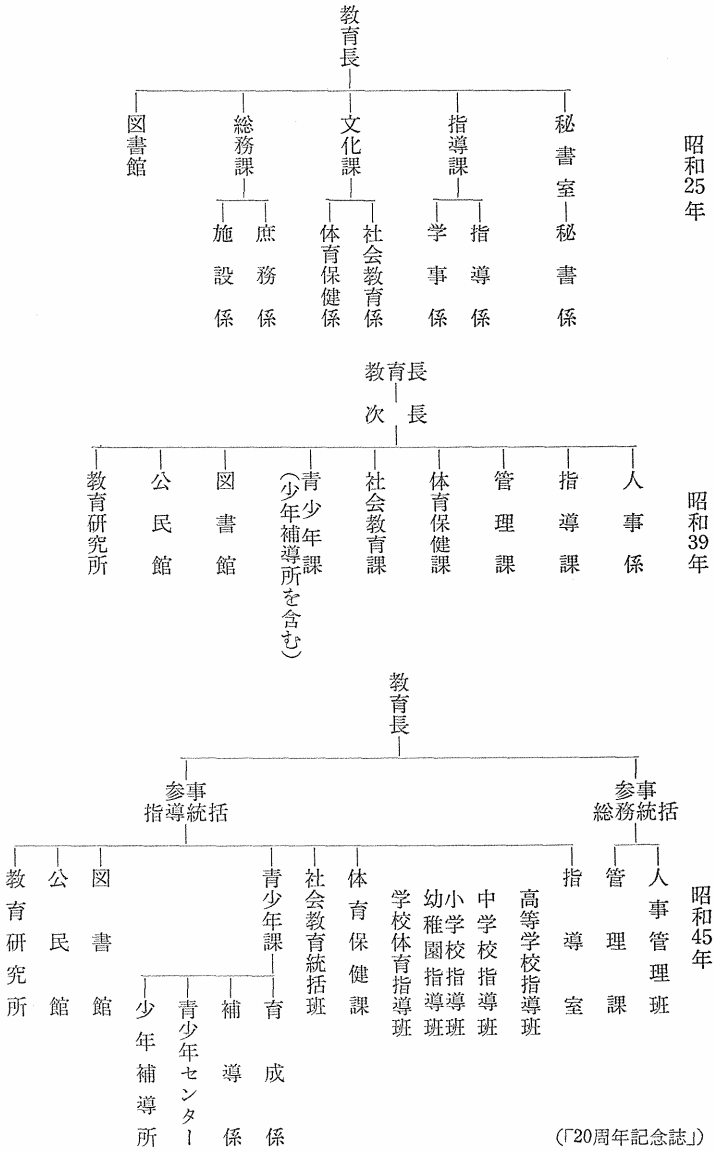 昭和25年
教育長
秘書室
秘書係
指導課
指導係
学事係
文化課
社会教育係
体育保健係
総務課
庶務係
施設係
図書館
昭和39年
教育長
次長
人事係
指導課
管理課
体育保健課
社会教育課
青少年課
(少年補導所を含む)
図書館
公民館
教育研究所
昭和45年
教育長
参事
総務統括
人事管理班
管理課
参事
指導統括
指導室
高等学校指導班
中学校指導班
小学校指導班
幼稚園指導班
学校体育指導班
体育保健課
社会教育統括班
青少年課
育成係
補導係
青少年センター
少年補導所
図書館
公民館
教育研究所
(「20周年記念誌」)